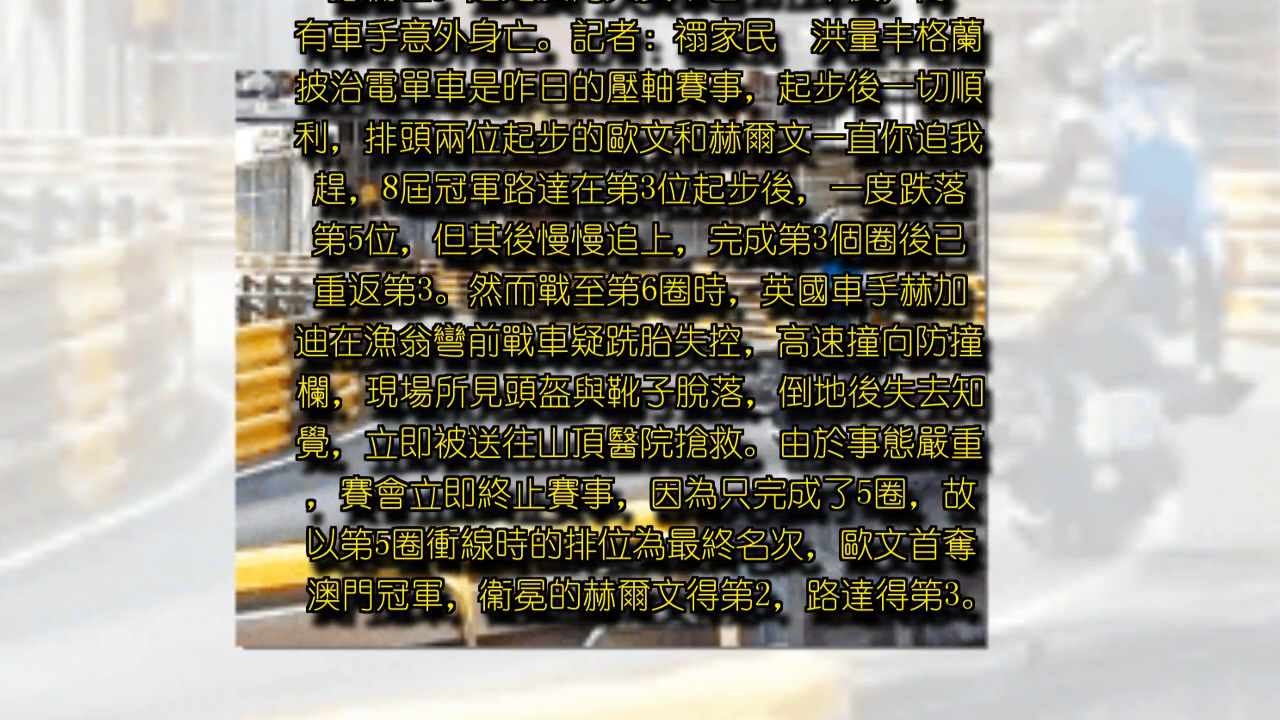 有車手意外身亡。記者：禤家民　洪量丰格蘭
披治電單車是昨日的壓軸賽事，起步後一切順
利，排頭兩位起步的歐文和赫爾文一直你追我
趕，8屆冠軍路達在第3位起步後，一度跌落
第5位，但其後慢慢追上，完成第3個圈後已
重返第3。然而戰至第6圈時，英國車手赫加
迪在漁翁彎前戰車疑跣胎失控，高速撞向防撞
欄，現場所見頭盔與靴子脫落，倒地後失去知
覺，立即被送往山頂醫院搶救。由於事態嚴重
，賽會立即終止賽事，因為只完成了5圈，故
以第5圈衝線時的排位為最終名次，歐文首奪
澳門冠軍，衞冕的赫爾文得第2，路達得第3。